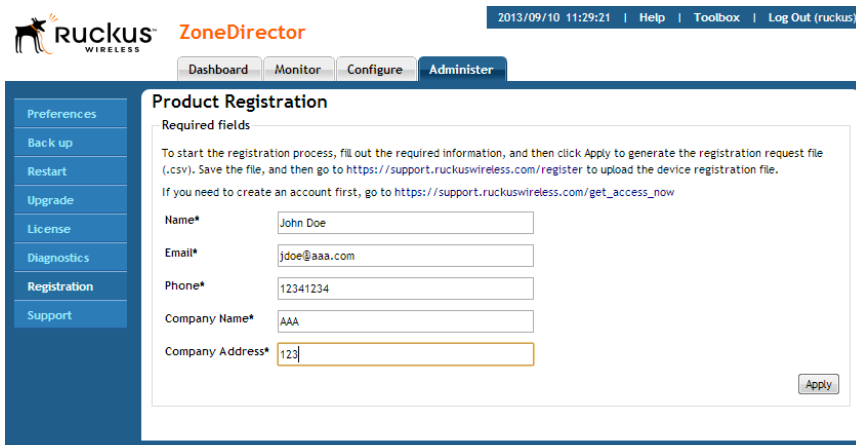 2013/09/10 11:29:21 | Help | Toolbox | Log Out (ruckus)
RUCKUS™
WIRELESS
ZoneDirector
Dashboard Monitor Configure Administer
Preferences
Back up
Restart
Upgrade
License
Diagnostics
Registration
Support
Product Registration
Required fields
To start the registration process, fill out the required information, and then click Apply to generate the registration request file
(.csv). Save the file, and then go to https://support.ruckuswireless.com/register to upload the device registration file.
If you need to create an account first, go to https://support.ruckuswireless.com/get_access_now
Name* John Doe
Email* jdoe@aaa.com
Phone* 12341234
Company Name* AAA
Company Address* 123
Apply